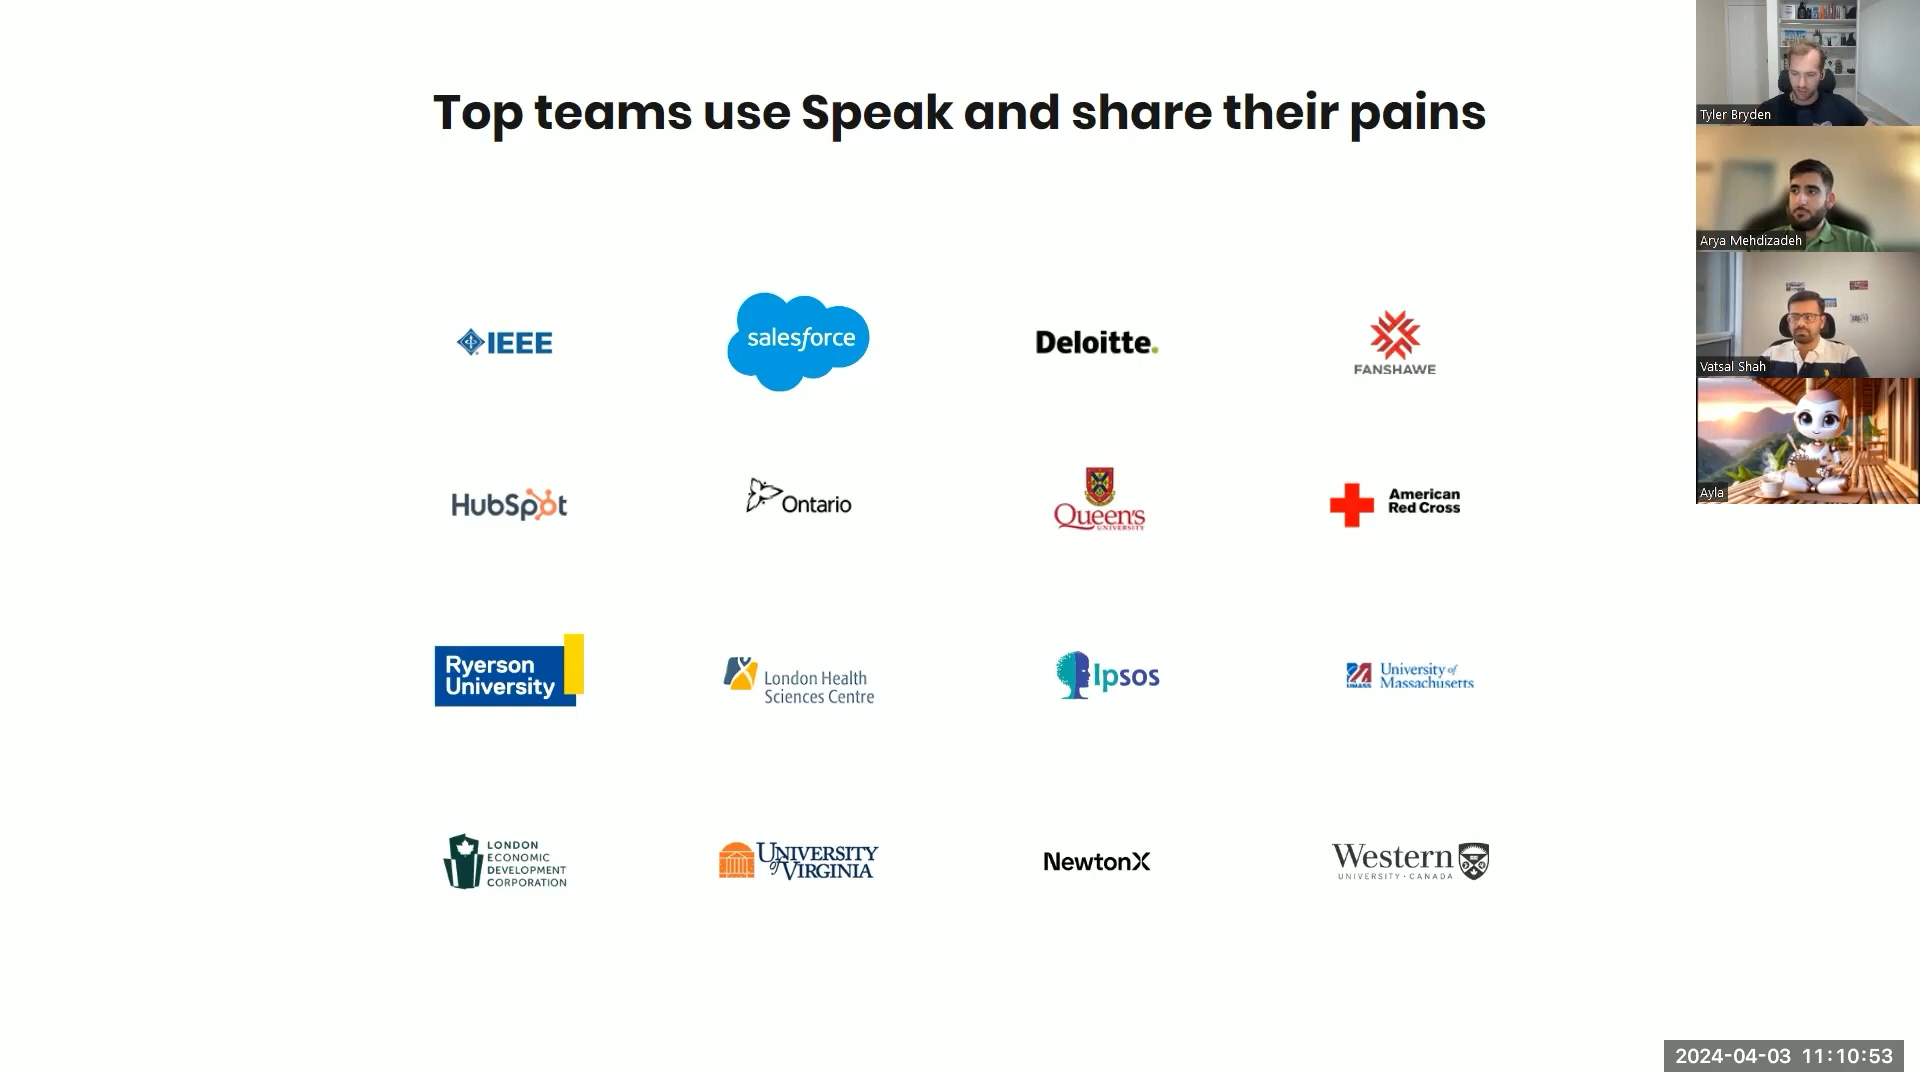 Top teams use Speak and share their pains
IEEE
salesforce
Deloitte.
FANSHAWE
HubSpot
Ontario
Queen's
UNIVERSITY
American
Red Cross
Ryerson
University
London Health
Sciences Centre
Ipsos
UMASS
University of
Massachusetts
LONDON
ECONOMIC
DEVELOPMENT
CORPORATION
UNIVERSITY
of VIRGINIA
NewtonX
Western
UNIVERSITY · CANADA
Tyler Bryden
Arya Mehdizadeh
Vatsal Shah
Ayla
2024-04-03 11:10:53